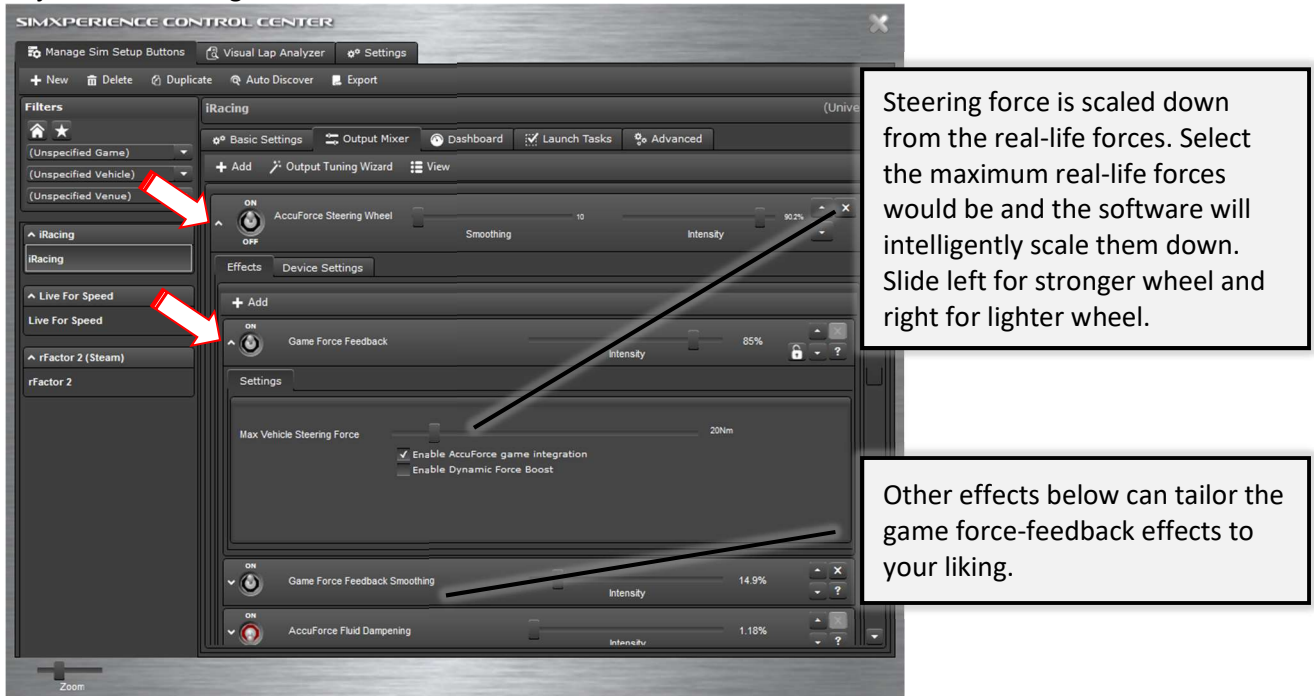 SIMXPERIENCE CONTROL CENTER
Manage Sim Setup Buttons
Visual Lap Analyzer
Settings
New
Delete
Duplicate
Auto Discover
Export
Filters
(Unspecified Game)
(Unspecified Vehicle)
(Unspecified Venue)
iRacing
iRacing
Live For Speed
Live For Speed
rFactor 2 (Steam)
rFactor 2
iRacing
Basic Settings
Output Mixer
Dashboard
Launch Tasks
Advanced
Add
Output Tuning Wizard
View
ON
OFF
AccuForce Steering Wheel
Smoothing
10
Intensity
90.2%
Effects
Device Settings
Add
ON
Game Force Feedback
Intensity
85%
?
Settings
Max Vehicle Steering Force
20Nm
Enable AccuForce game integration
Enable Dynamic Force Boost
ON
Game Force Feedback Smoothing
Intensity
14.9%
?
ON
AccuForce Fluid Dampening
Intensity
1.18%
?
Zoom
Steering force is scaled down
from the real-life forces. Select
the maximum real-life forces
would be and the software will
intelligently scale them down.
Slide left for stronger wheel and
right for lighter wheel.
Other effects below can tailor the
game force-feedback effects to
your liking.